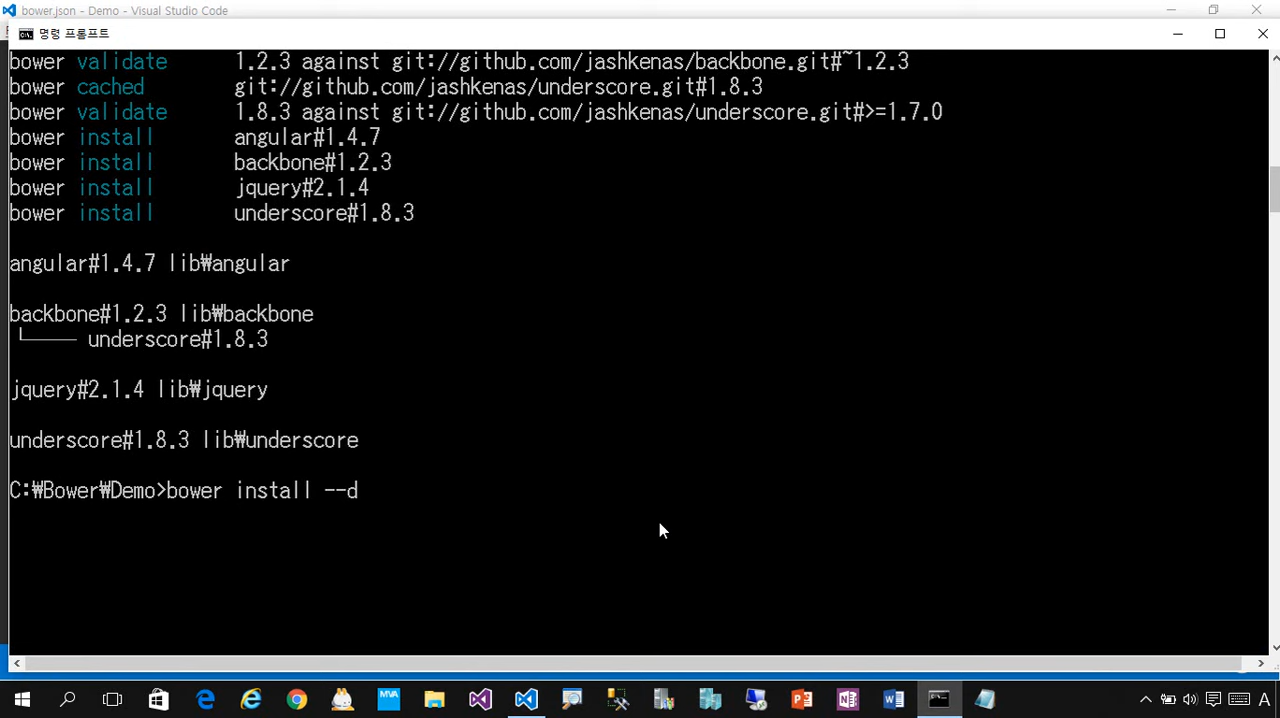 bower.json - Demo - Visual Studio Code
명령 프롬프트
bower validate 1.2.3 against git://github.com/jashkenas/backbone.git#~1.2.3
bower cached git://github.com/jashkenas/underscore.git#1.8.3
bower validate 1.8.3 against git://github.com/jashkenas/underscore.git#>=1.7.0
bower install angular#1.4.7
bower install backbone#1.2.3
bower install jquery#2.1.4
bower install underscore#1.8.3
angular#1.4.7 lib₩angular
backbone#1.2.3 lib₩backbone
└── underscore#1.8.3
jquery#2.1.4 lib₩jquery
underscore#1.8.3 lib₩underscore
C:₩Bower₩Demo>bower install --d
MVA
A